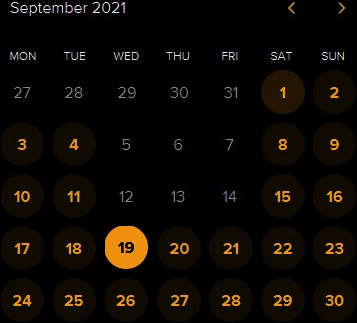 September 2021
MON TUE WED THU FRI SAT SUN
27 28 29 30 31 1 2
3 4 5 6 7 8 9
10 11 12 13 14 15 16
17 18 19 20 21 22 23
24 25 26 27 28 29 30